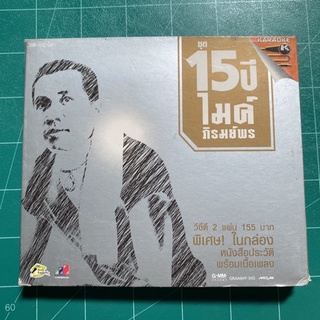 KARAOKE
ชุด
15 ปี
ไมค์
ภิรมย์พร
วีซีดี 2 แผ่น 155 บาท
พิเศษ! ในกล่อง
หนังสือประวัติ
พร้อมเนื้อเพลง
60